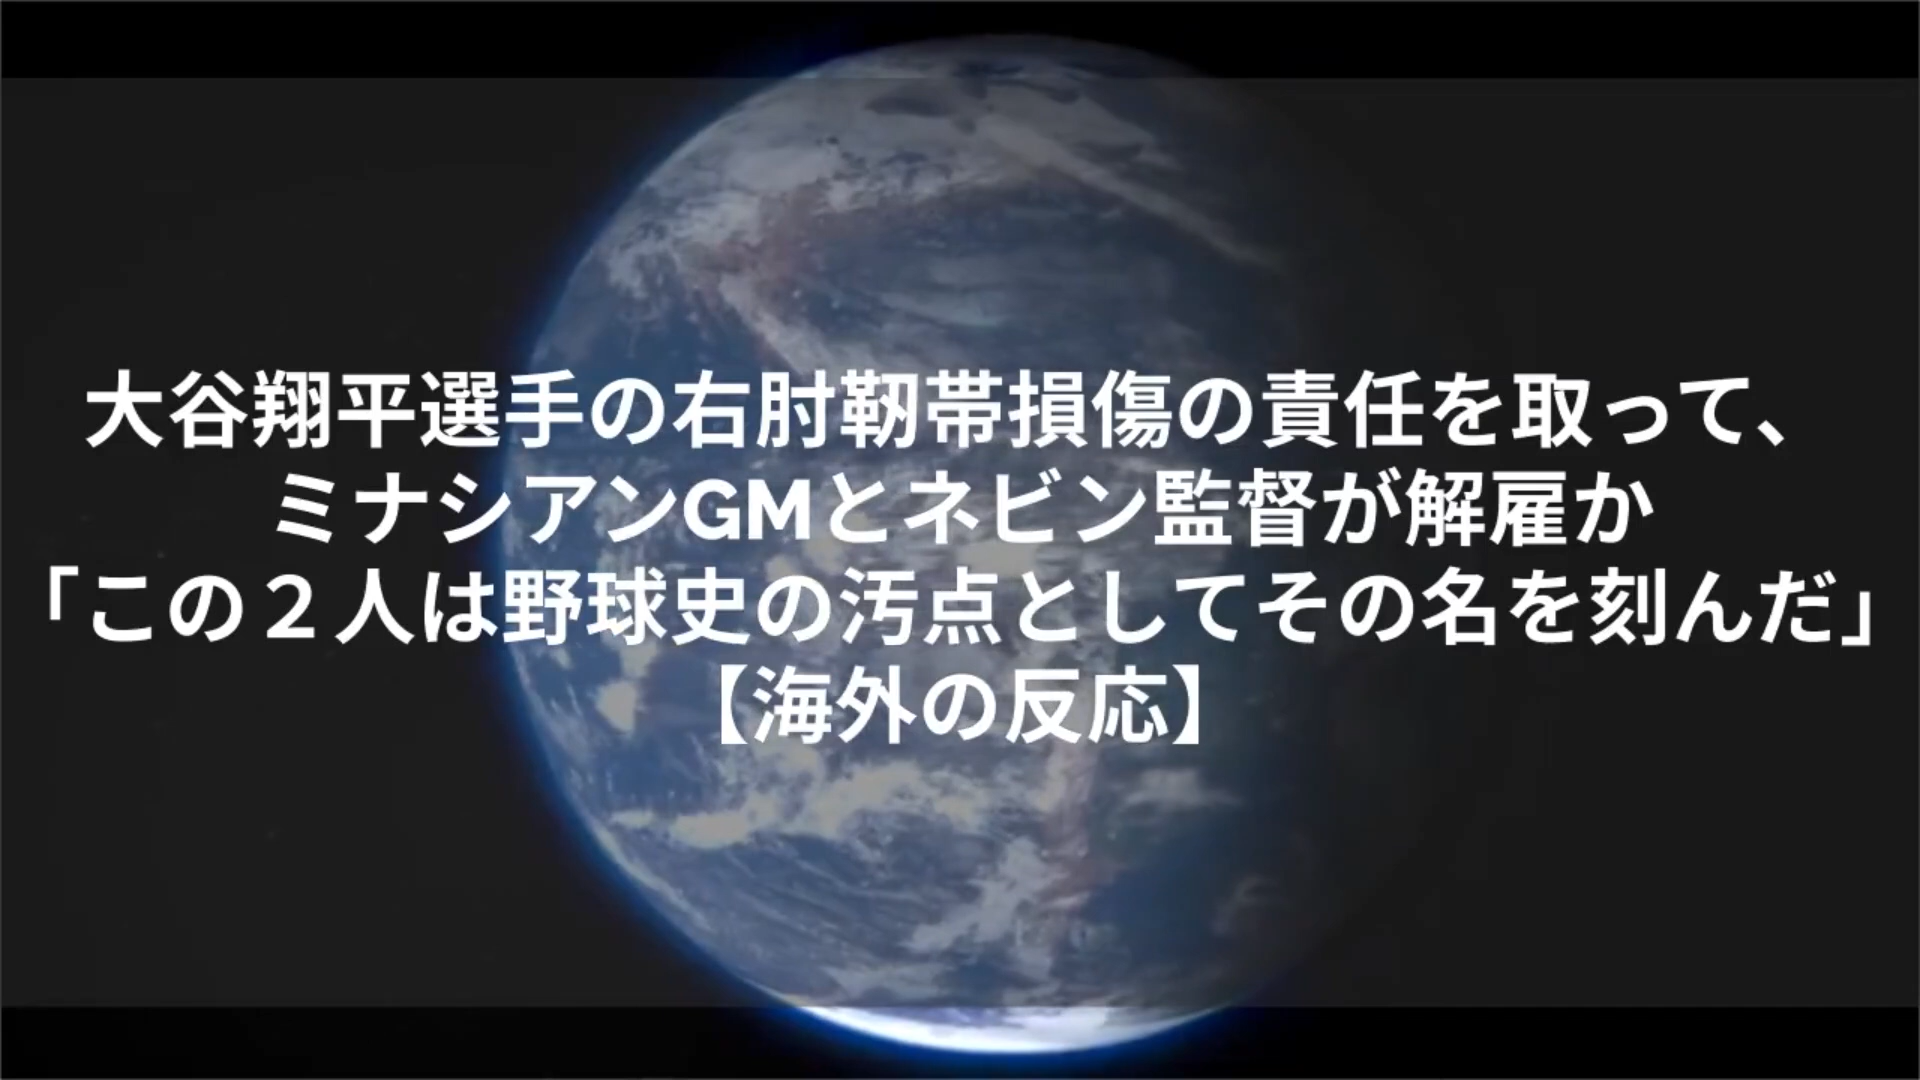 大谷翔平選手の右肘靭帯損傷の責任を取って、
ミナシアンGMとネビン監督が解雇か
「この２人は野球史の汚点としてその名を刻んだ」
【海外の反応】